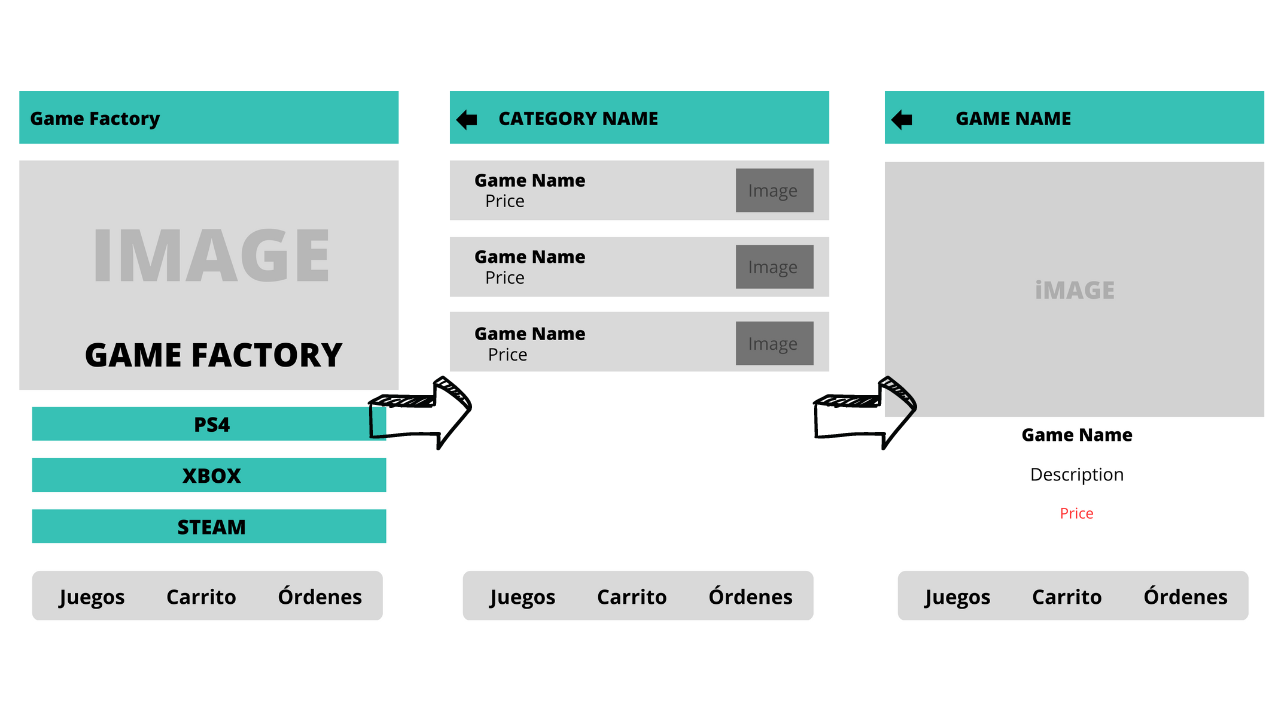 Game Factory
IMAGE
GAME FACTORY
PS4
XBOX
STEAM
Juegos Carrito Órdenes
CATEGORY NAME
Game Name
Price
Image
Game Name
Price
Image
Game Name
Price
Image
Juegos Carrito Órdenes
GAME NAME
iMAGE
Game Name
Description
Price
Juegos Carrito Órdenes